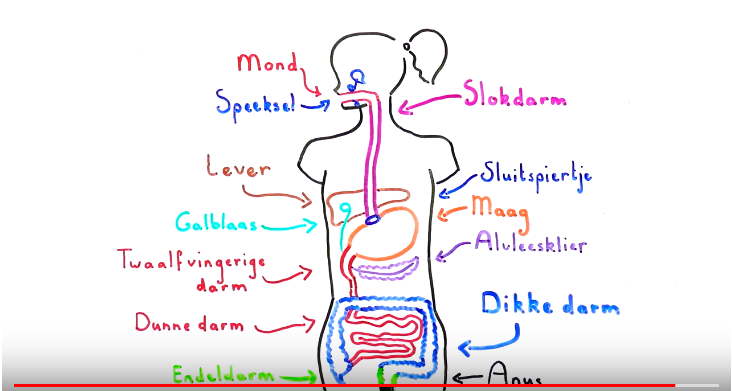 Mond
Speeksel
Slokdarm
Lever
Sluitspiertje
Galblaas
Maag
Twaalfvingerige
darm
Alvleesklier
Dunne darm
Dikke darm
Endeldarm
Anus